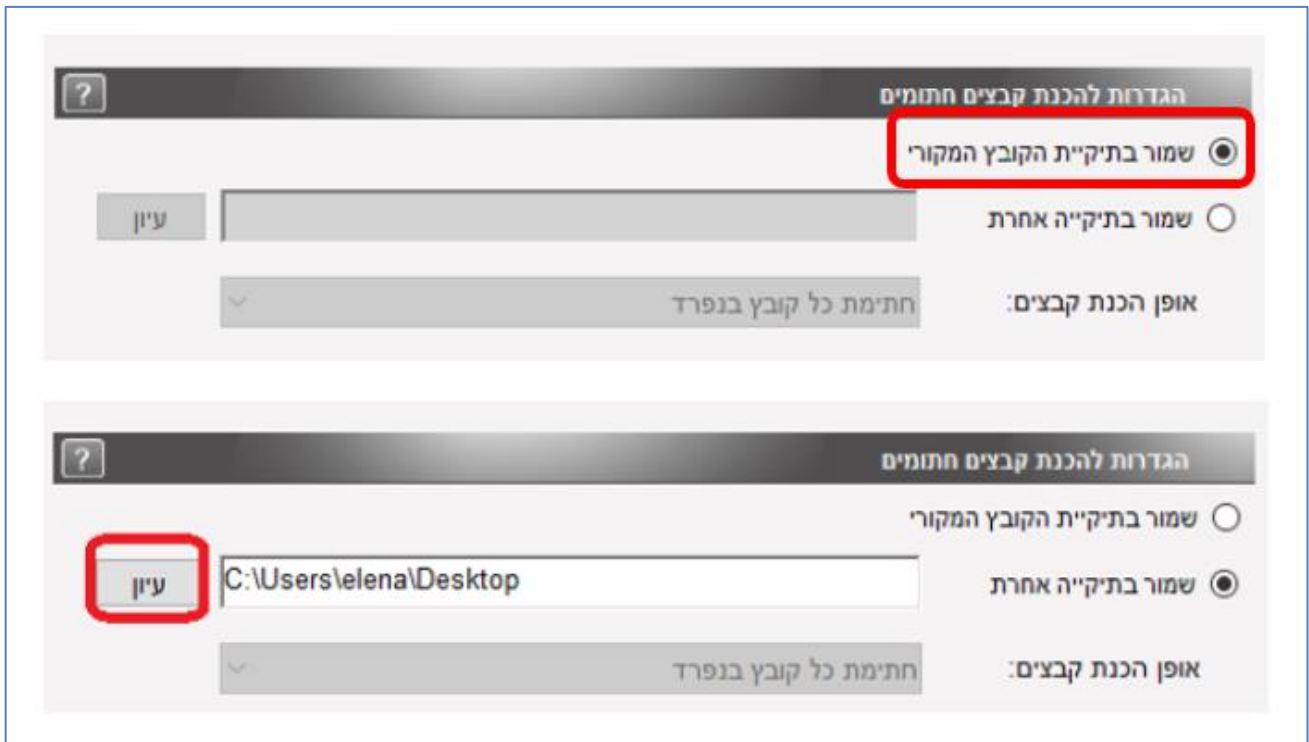 הגדרות להכנת קבצים חתומים ?
שמור בתיקיית הקובץ המקורי
שמור בתיקייה אחרת עיון
אופן הכנת קבצים: חתימת כל קובץ בנפרד
הגדרות להכנת קבצים חתומים ?
שמור בתיקיית הקובץ המקורי
שמור בתיקייה אחרת C:\Users\elena\Desktop עיון
אופן הכנת קבצים: חתימת כל קובץ בנפרד